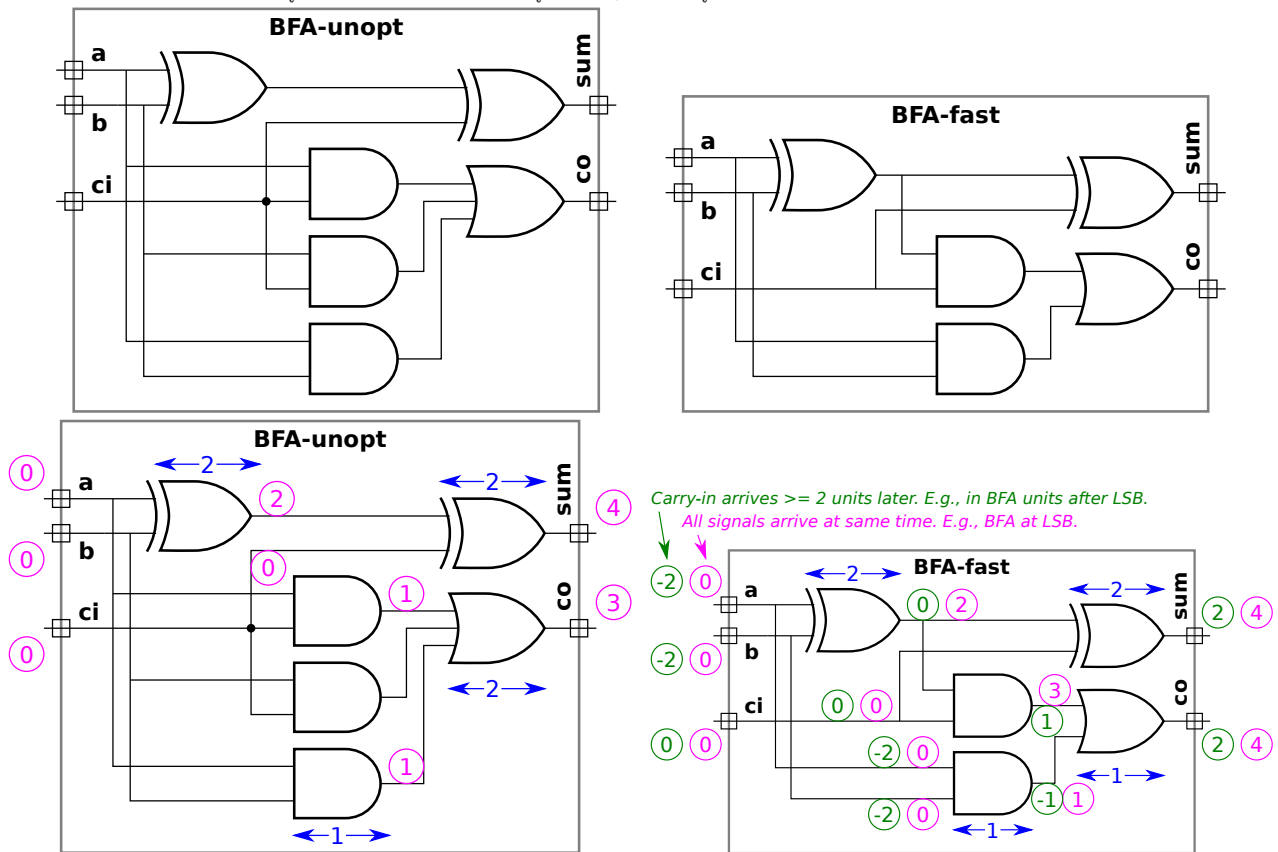 BFA-unopt
a
b
ci
sum
co
BFA-fast
a
b
ci
sum
co
BFA-unopt
0
a
2
2
2
sum
4
0
b
0
1
co
3
ci
0
2
1
1
Carry-in arrives >= 2 units later. E.g., in BFA units after LSB.
All signals arrive at same time. E.g., BFA at LSB.
BFA-fast
-2 0
a
2
0 2
2
sum
2 4
-2 0
b
ci
0 0
3
1
co
0 0
-2 0
2 4
1
-2 0
-1 1
1